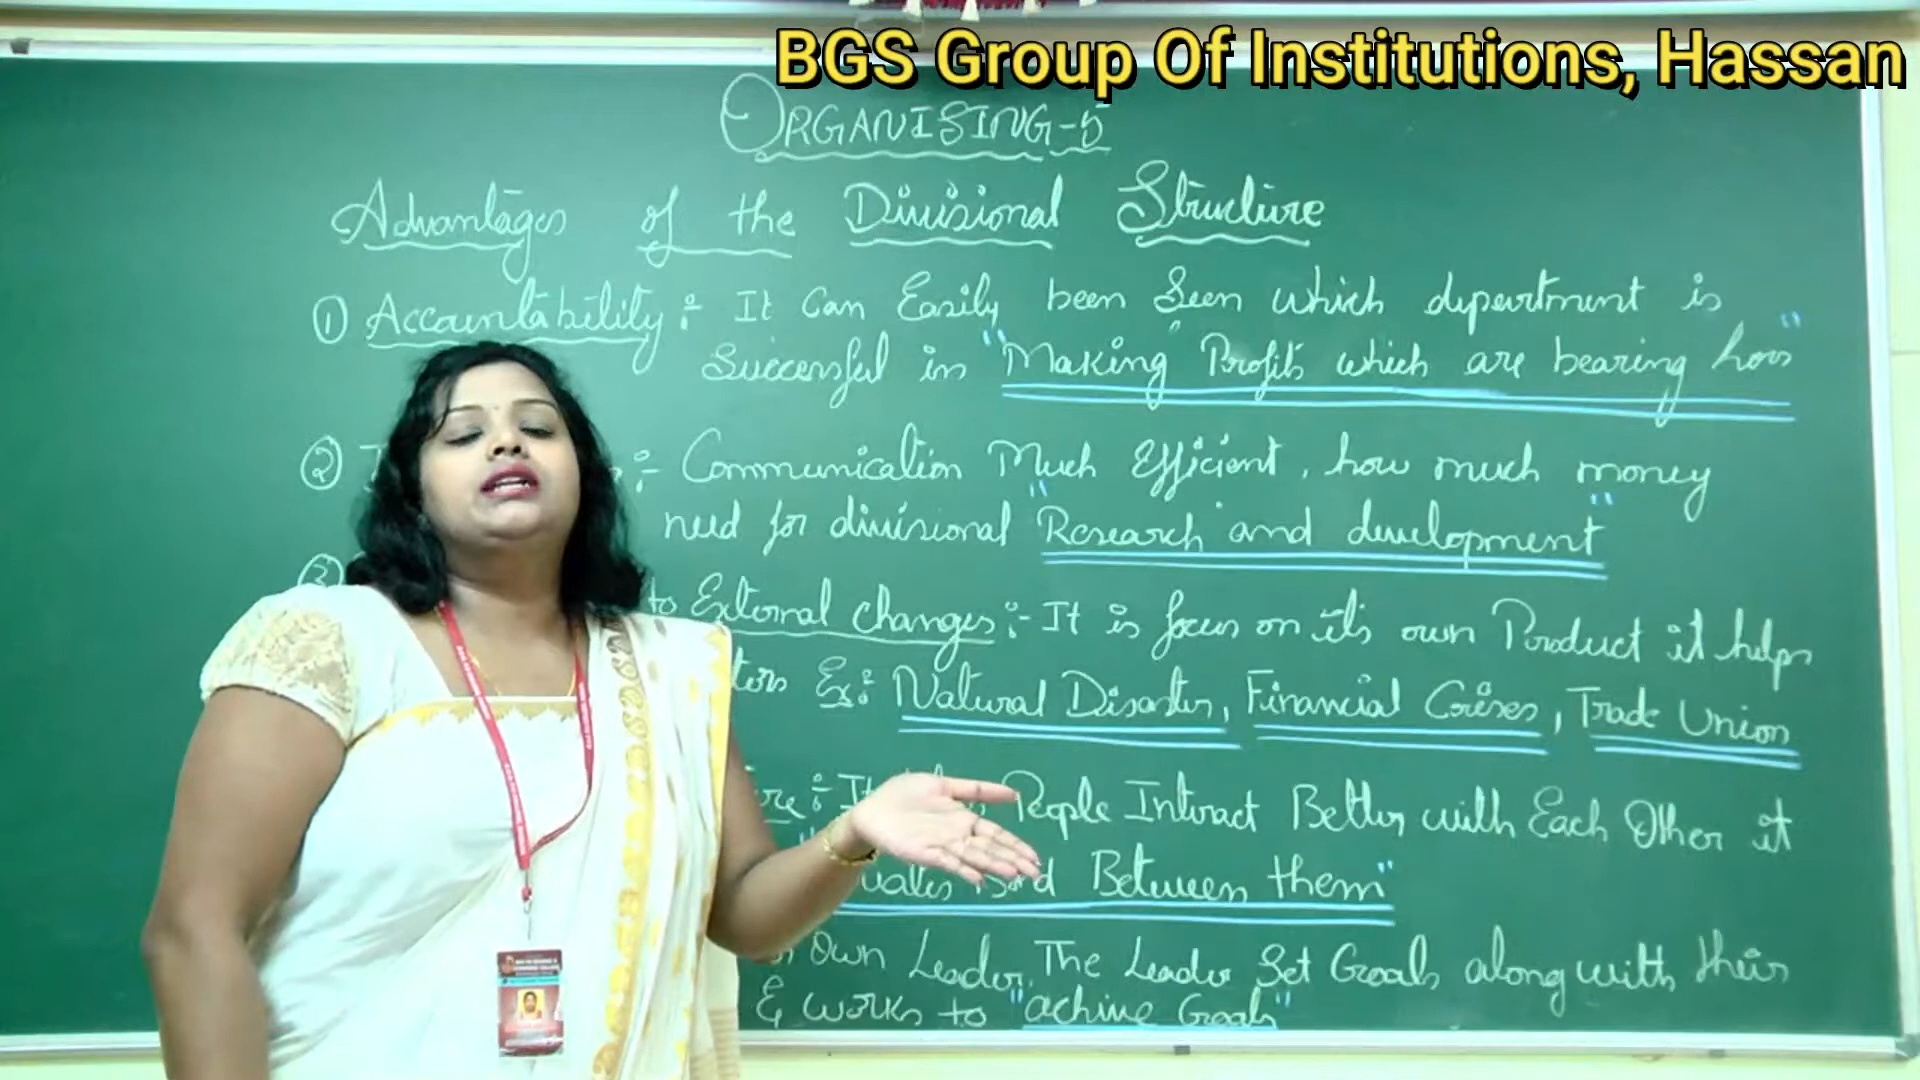 BGS Group Of Institutions, Hassan
ORGANISING-5
Advantages of the Divisional Structure
① Accountability :- It Can Easily been Seen which department is
Successful in "Making Profits which are bearing loss"
② :- Communication Much Efficient, how much money
need for divisional "Research and development"
③ to External changes :- It is focus on it's own Product it helps
Ex: Natural Disaster, Financial Crises, Trade Union
:- It People Interact Better with Each Other it
Bond Between them"
Own Leader, The Leader Set Goals along with their
& works to "achive Goals"